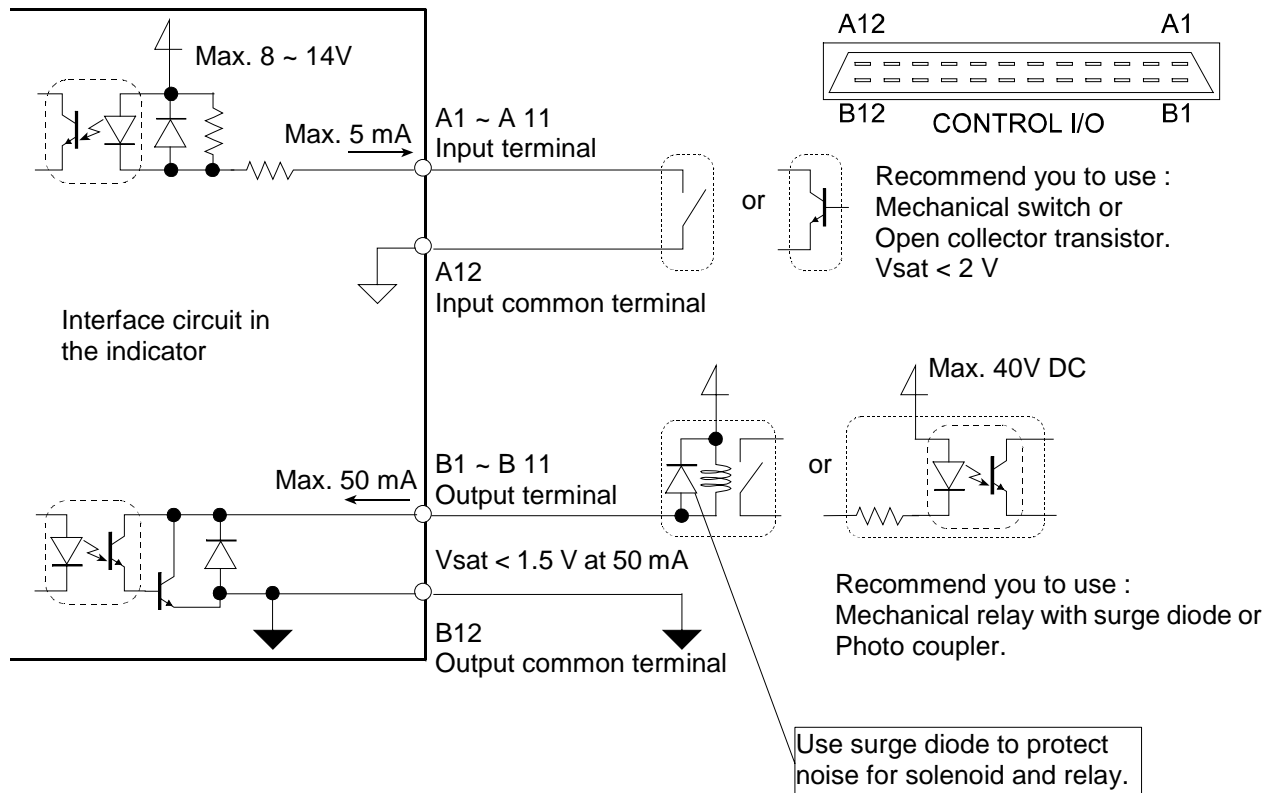 A12 A1
Max. 8 ~ 14V
B12 B1
CONTROL I/O
Max. 5 mA
A1 ~ A 11
Input terminal
or
Recommend you to use :
Mechanical switch or
Open collector transistor.
Vsat < 2 V
A12
Input common terminal
Interface circuit in
the indicator
Max. 40V DC
Max. 50 mA
B1 ~ B 11
Output terminal
or
Vsat < 1.5 V at 50 mA
Recommend you to use :
Mechanical relay with surge diode or
Photo coupler.
B12
Output common terminal
Use surge diode to protect
noise for solenoid and relay.